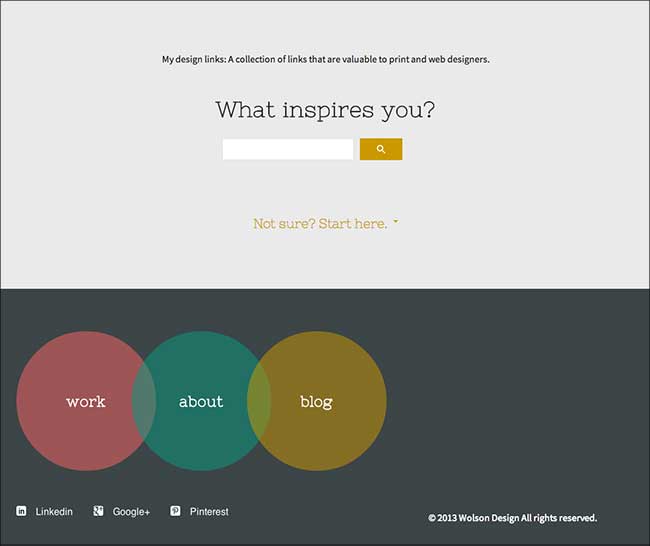 My design links: A collection of links that are valuable to print and web designers.
What inspires you?
Not sure? Start here.
work about blog
Linkedin Google+ Pinterest
© 2013 Wolson Design All rights reserved.